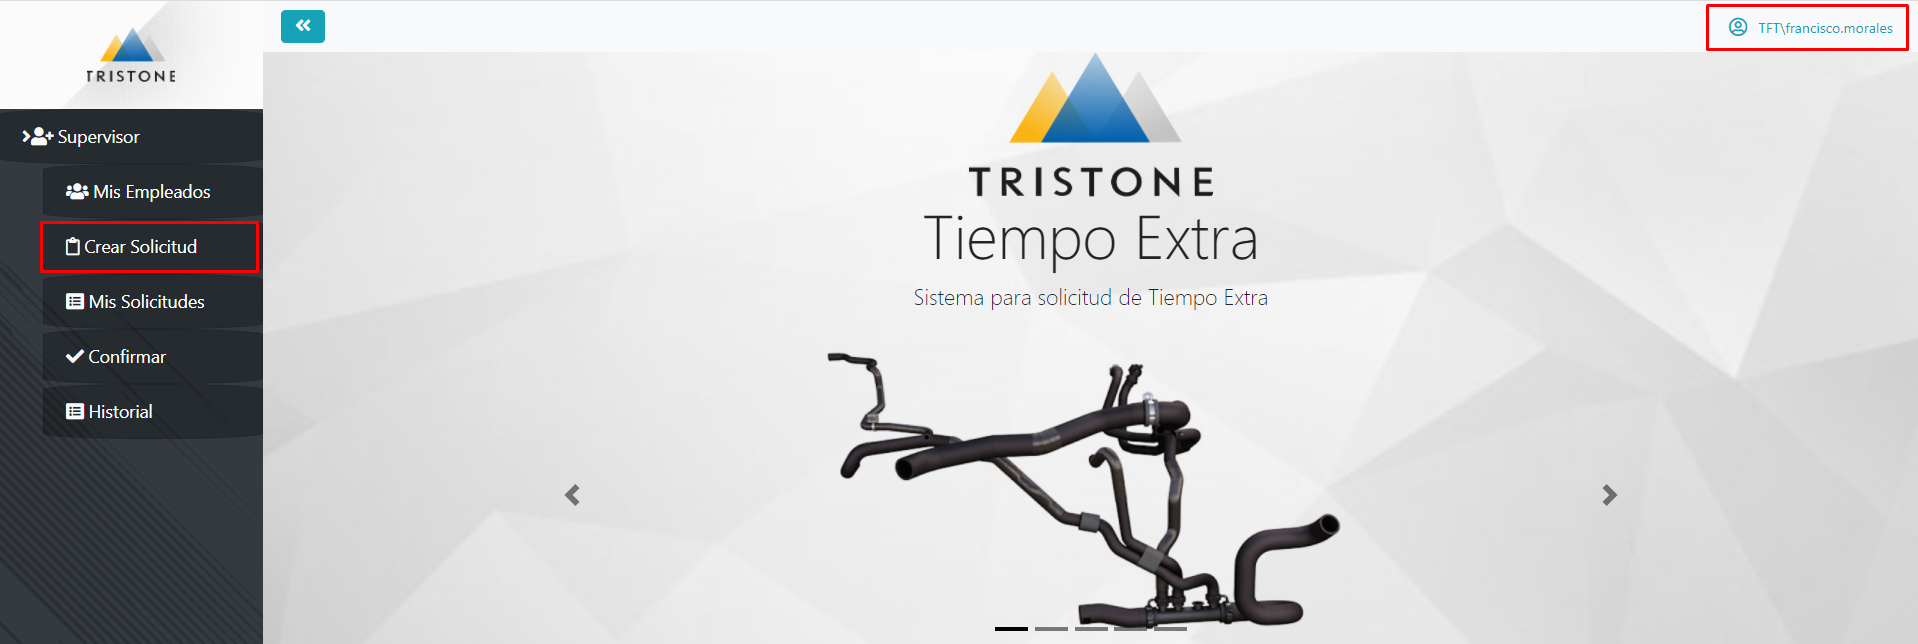 TRISTONE
TFT\francisco.morales
Supervisor
Mis Empleados
Crear Solicitud
Mis Solicitudes
Confirmar
Historial
TRISTONE
Tiempo Extra
Sistema para solicitud de Tiempo Extra